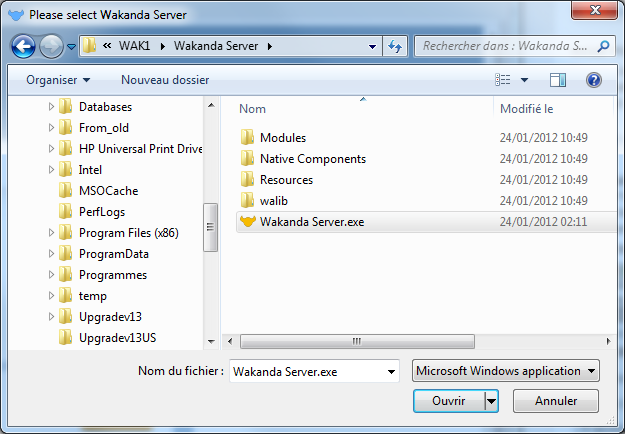 Please select Wakanda Server
« WAK1 Wakanda Server
Rechercher dans : Wakanda S...
Organiser Nouveau dossier
Databases
From_old
HP Universal Print Drive
Intel
MSOCache
PerfLogs
Program Files (x86)
ProgramData
Programmes
temp
Upgradev13
Upgradev13US
Nom Modifié le
Modules 24/01/2012 10:49
Native Components 24/01/2012 10:49
Resources 24/01/2012 10:49
walib 24/01/2012 10:49
Wakanda Server.exe 24/01/2012 02:11
Nom du fichier : Wakanda Server.exe Microsoft Windows application
Ouvrir Annuler